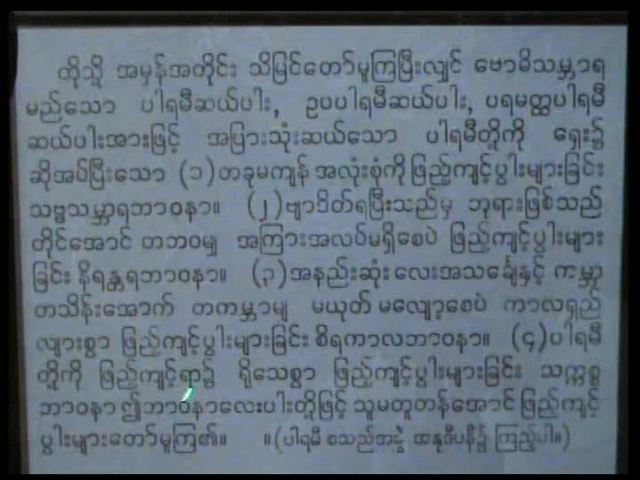 ထိုသို့ အမှန်အတိုင်း သိမြင်တော်မူကြပြီးလျှင် ဗောဓိသမ္ဘာရ
မည်သော ပါရမီဆယ်ပါး, ဥပပါရမီဆယ်ပါး, ပရမတ္ထပါရမီ
ဆယ်ပါးအားဖြင့် အပြားသုံးဆယ်သော ပါရမီတို့ကို ရှေး၌
ဆိုအပ်ပြီးသော (၁)တခုမကျန် အလုံးစုံကို ဖြည့်ကျင့်ပွါးများခြင်း
သဗ္ဗသမ္ဘာရဘာဝနာ။ (၂)ဗျာဒိတ်ရပြီးသည်မှ ဘုရားဖြစ်သည်
တိုင်အောင် တဘဝမျှ အကြားအလပ်မရှိစေပဲ ဖြည့်ကျင့်ပွါးများ
ခြင်း နိရန္တရဘာဝနာ။ (၃)အနည်းဆုံး လေးအသင်္ချေနှင့် ကမ္ဘာ
တသိန်းအောက် တကမ္ဘာမျှ မယုတ် မလျော့စေပဲ ကာလရှည်
လျားစွာ ဖြည့်ကျင့်ပွါးများခြင်း စိရကာလဘာဝနာ။ (၄)ပါရမီ
တို့ကို ဖြည့်ကျင့်ရာ၌ ရိုသေစွာ ဖြည့်ကျင့်ပွါးများခြင်း သက္ကစ္စ
ဘာဝနာ ဤဘာဝနာလေးပါးတို့ဖြင့် သူမတူတန်အောင် ဖြည့်ကျင့်
ပွါးများတော်မူကြ၏။ ။(ပါရမီ စသည်အနွဲ့ အနုဒီပနီ၌ ကြည့်ပါ။)